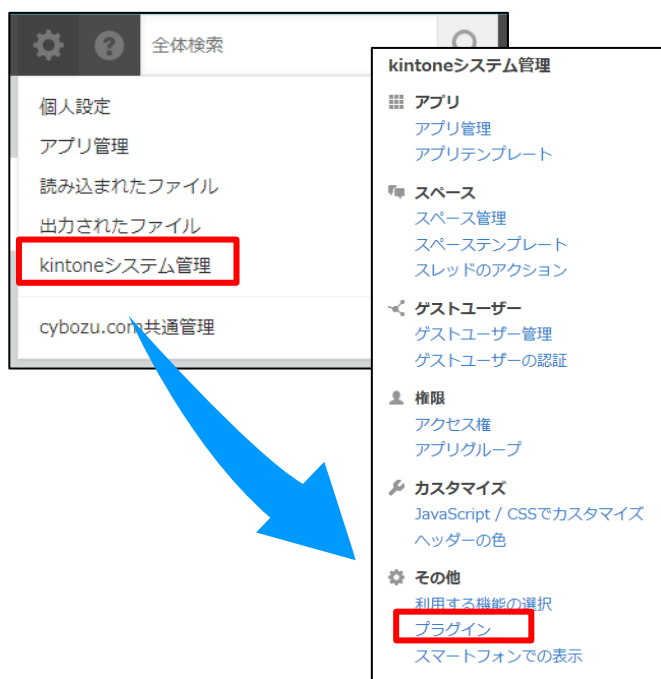 全体検索
個人設定
アプリ管理
読み込まれたファイル
出力されたファイル
kintoneシステム管理
cybozu.com共通管理
kintoneシステム管理
アプリ
アプリ管理
アプリテンプレート
スペース
スペース管理
スペーステンプレート
スレッドのアクション
ゲストユーザー
ゲストユーザー管理
ゲストユーザーの認証
権限
アクセス権
アプリグループ
カスタマイズ
JavaScript / CSSでカスタマイズ
ヘッダーの色
その他
利用する機能の選択
プラグイン
スマートフォンでの表示